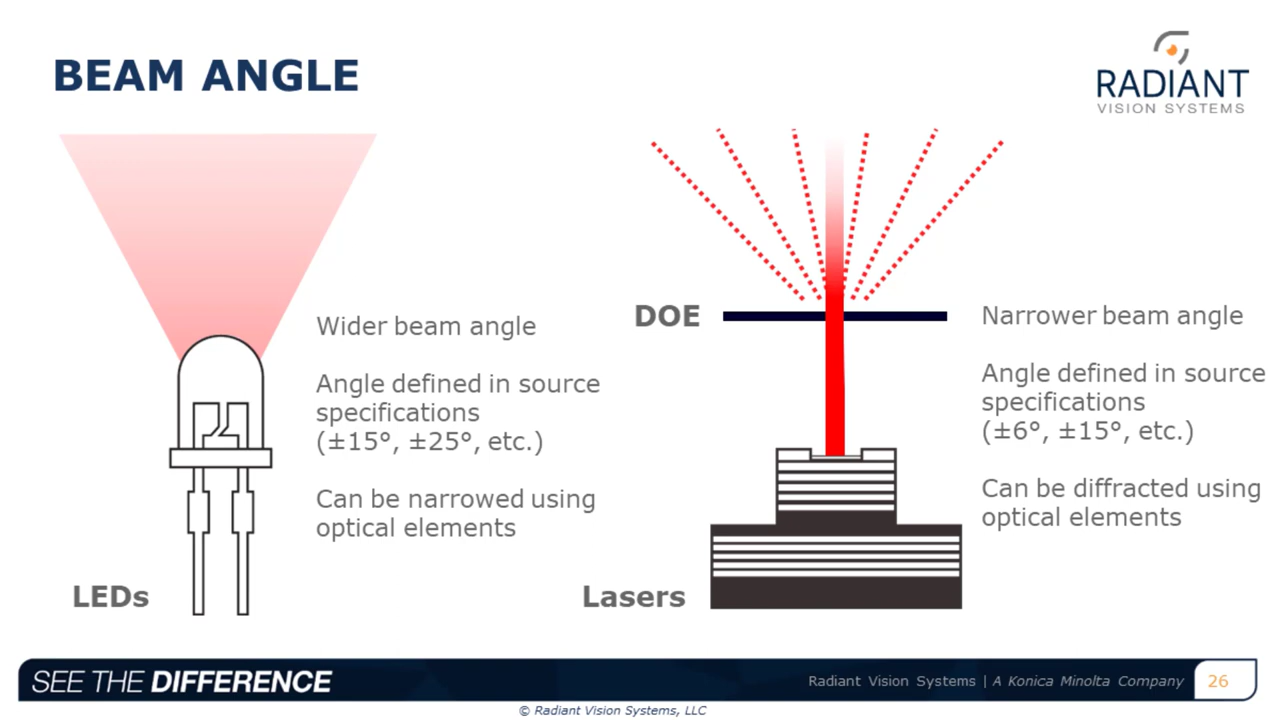 BEAM ANGLE
RADIANT
VISION SYSTEMS
Wider beam angle
Angle defined in source
specifications
(±15°, ±25°, etc.)
Can be narrowed using
optical elements
LEDs
DOE
Narrower beam angle
Angle defined in source
specifications
(±6°, ±15°, etc.)
Can be diffracted using
optical elements
Lasers
SEE THE DIFFERENCE
Radiant Vision Systems | A Konica Minolta Company
26
© Radiant Vision Systems, LLC